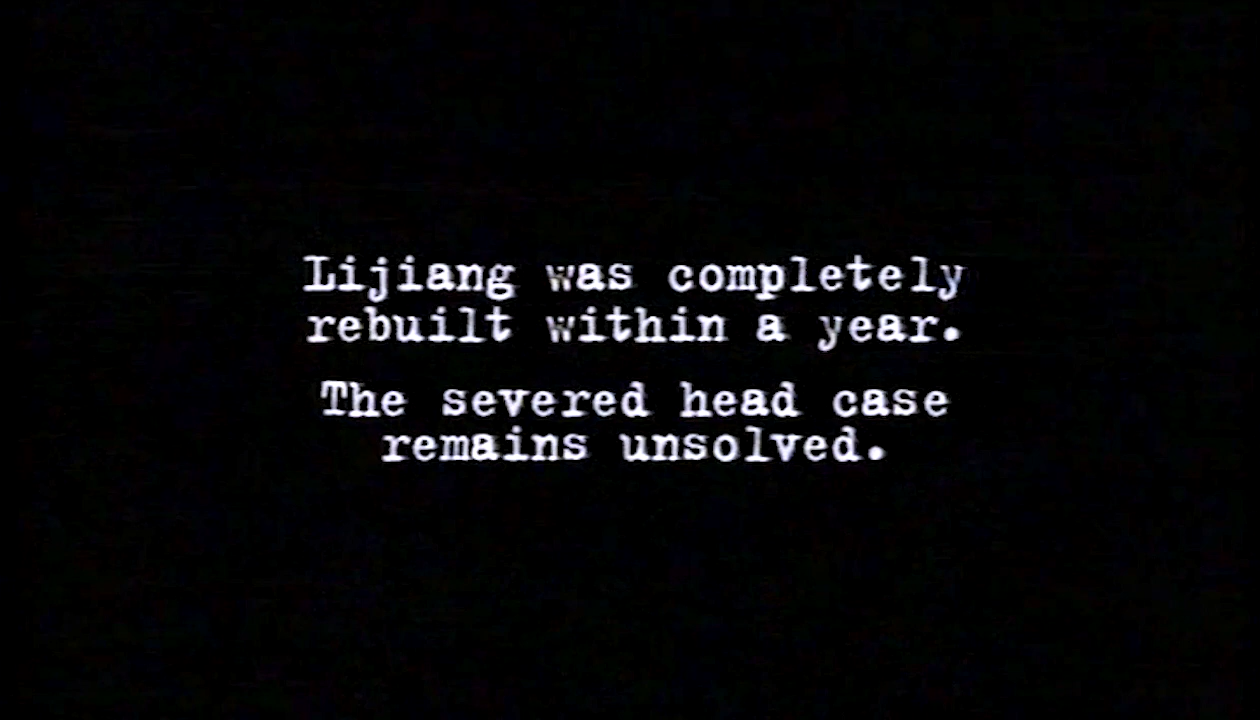 Lijiang was completely
rebuilt within a year.
The severed head case
remains unsolved.